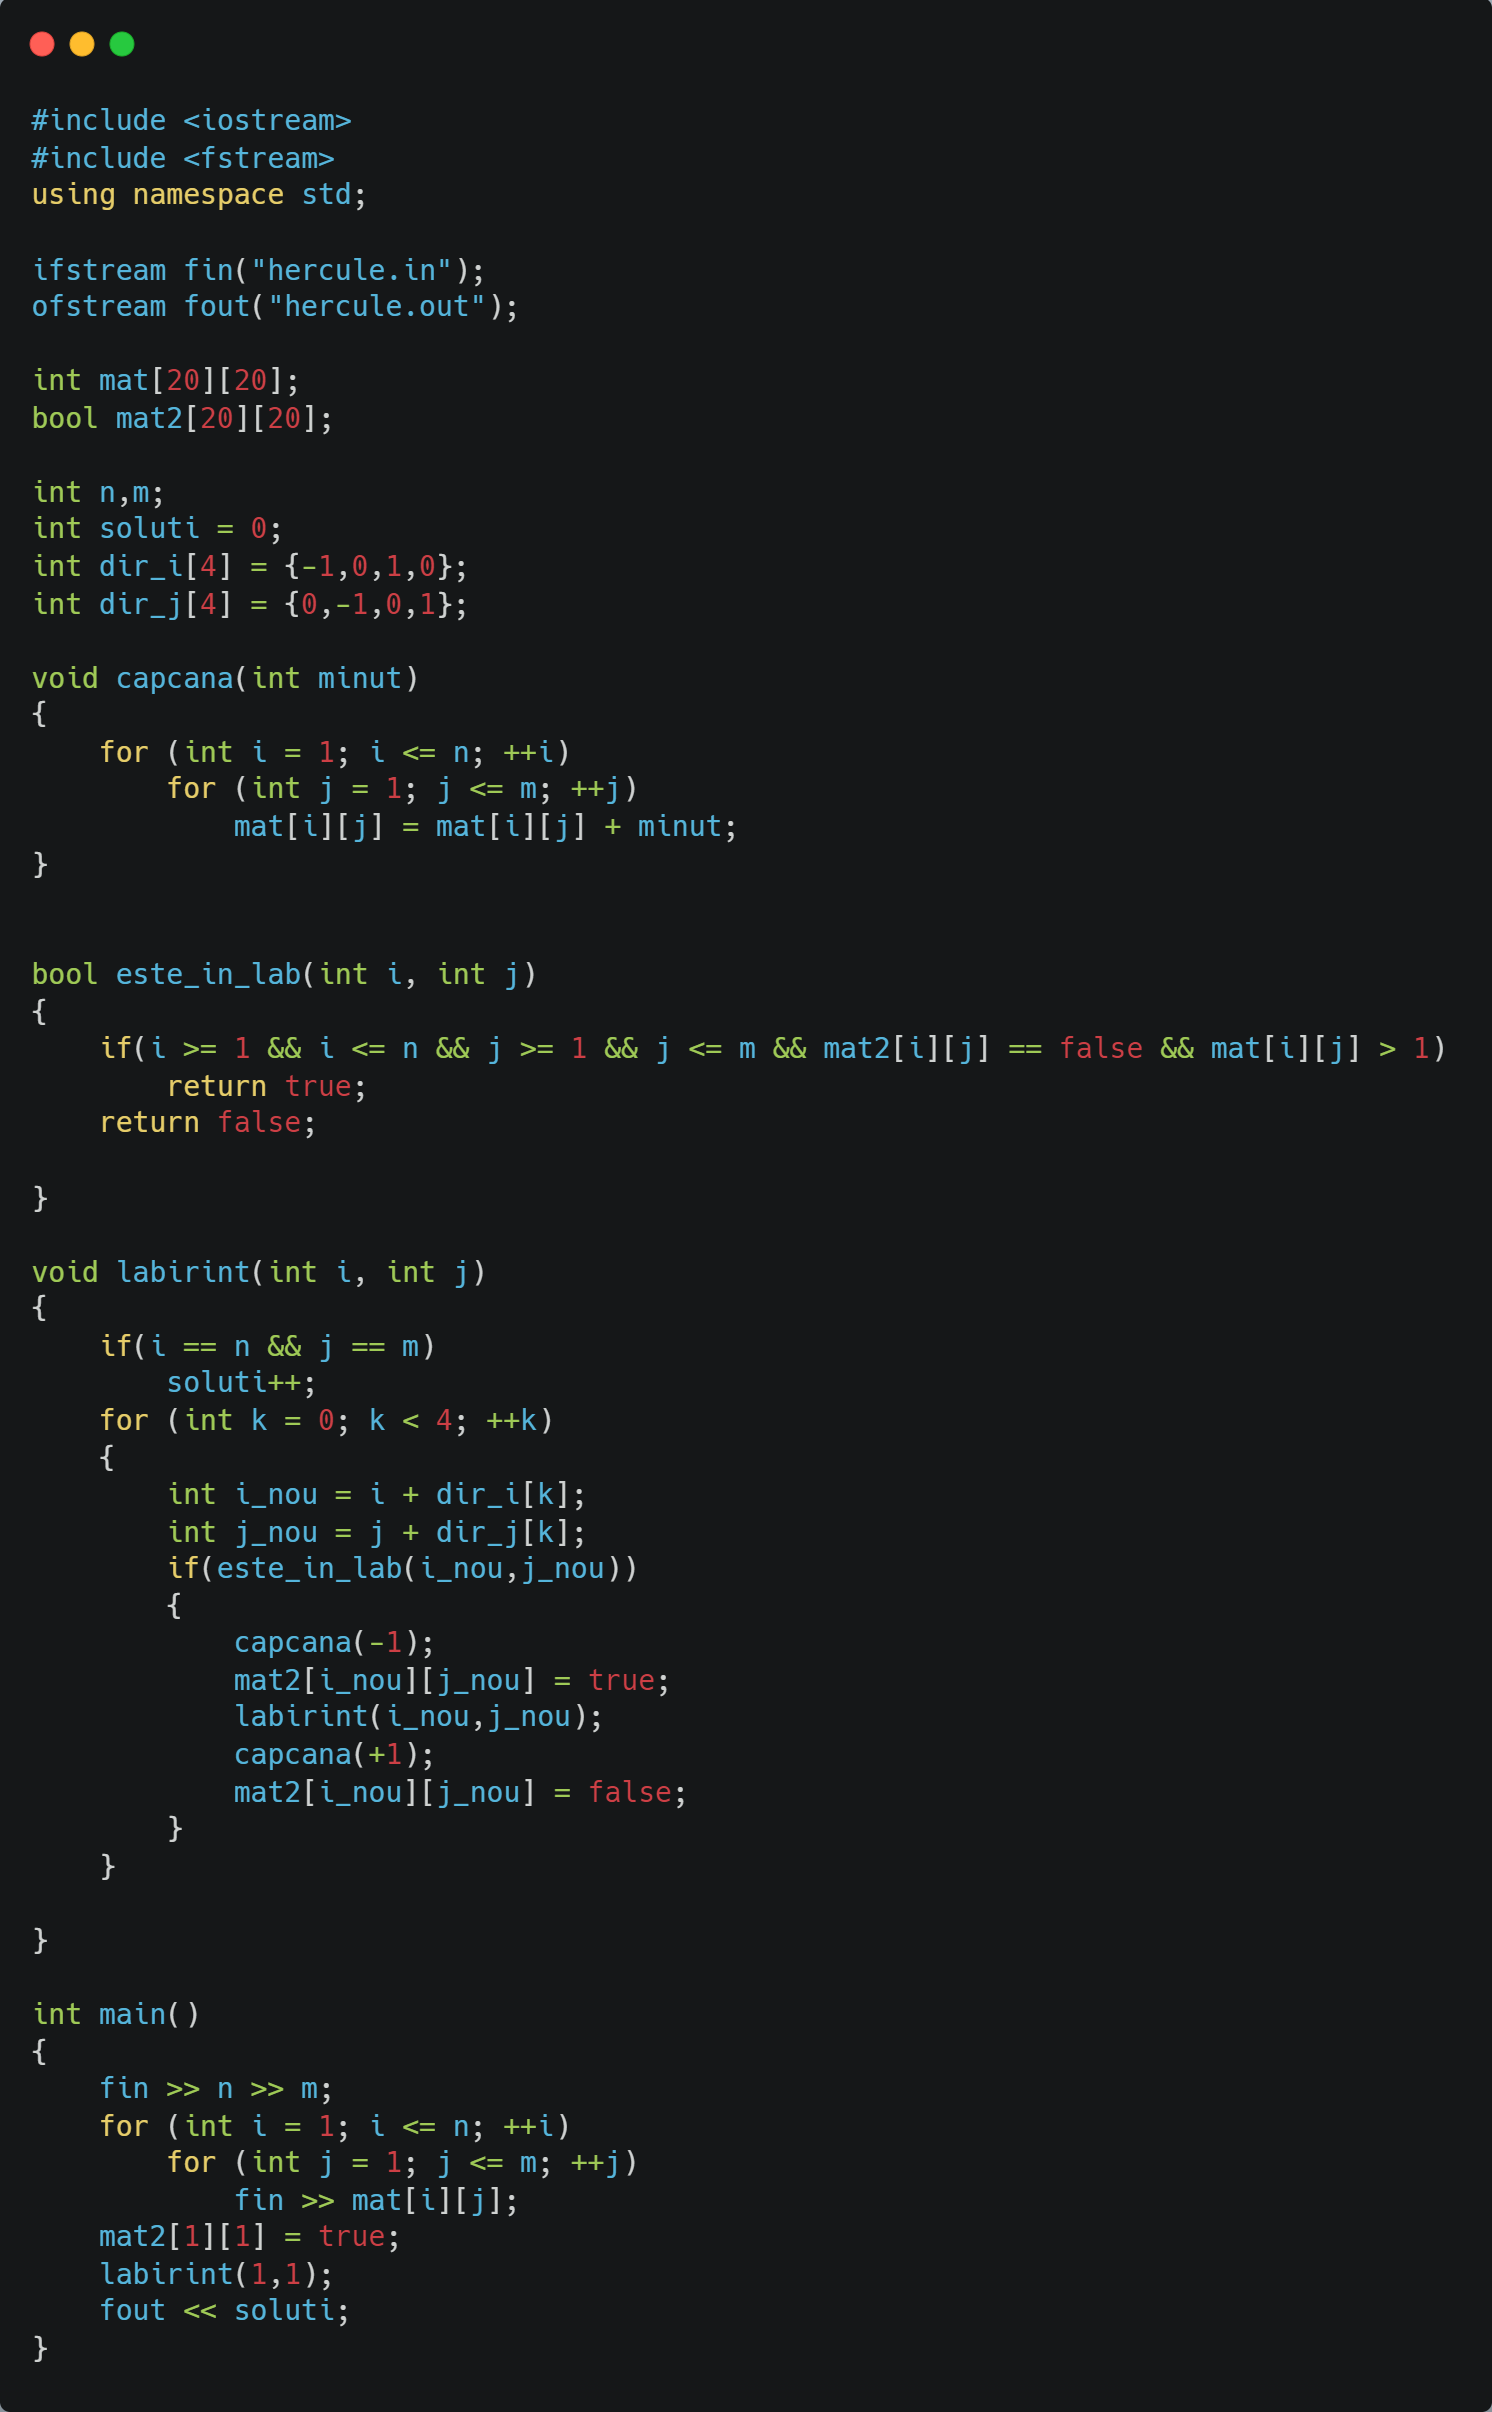 #include <iostream>
#include <fstream>
using namespace std;

ifstream fin("hercule.in");
ofstream fout("hercule.out");

int mat[20][20];
bool mat2[20][20];

int n,m;
int soluti = 0;
int dir_i[4] = {-1,0,1,0};
int dir_j[4] = {0,-1,0,1};

void capcana(int minut)
{
    for (int i = 1; i <= n; ++i)
        for (int j = 1; j <= m; ++j)
            mat[i][j] = mat[i][j] + minut;
}


bool este_in_lab(int i, int j)
{
    if(i >= 1 && i <= n && j >= 1 && j <= m && mat2[i][j] == false && mat[i][j] > 1)
        return true;
    return false;

}

void labirint(int i, int j)
{
    if(i == n && j == m)
        soluti++;
    for (int k = 0; k < 4; ++k)
    {
        int i_nou = i + dir_i[k];
        int j_nou = j + dir_j[k];
        if(este_in_lab(i_nou,j_nou))
        {
            capcana(-1);
            mat2[i_nou][j_nou] = true;
            labirint(i_nou,j_nou);
            capcana(+1);
            mat2[i_nou][j_nou] = false;
        }
    }

}

int main()
{
    fin >> n >> m;
    for (int i = 1; i <= n; ++i)
        for (int j = 1; j <= m; ++j)
            fin >> mat[i][j];
    mat2[1][1] = true;
    labirint(1,1);
    fout << soluti;
}